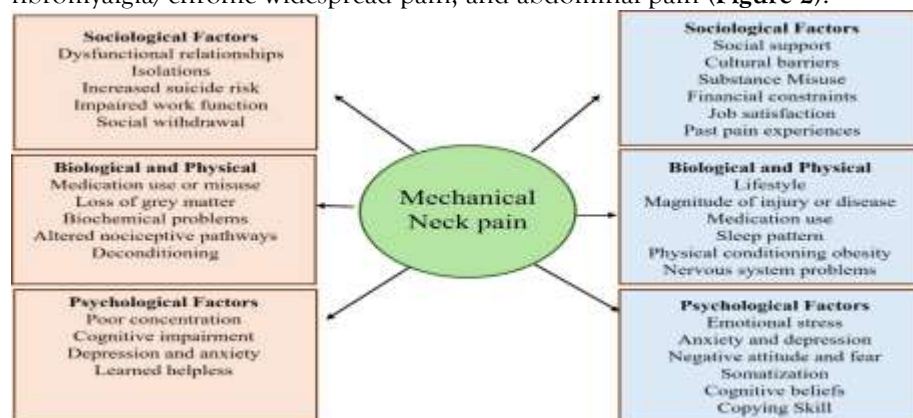 fibromyalgia/ chronic widespread pain, and abdominal pain (Figure 2).
Sociological Factors
Dysfunctional relationships
Isolations
Increased suicide risk
Impaired work function
Social withdrawal
Biological and Physical
Medication use or misuse
Loss of grey matter
Biochemical problems
Altered nociceptive pathways
Deconditioning
Psychological Factors
Poor concentration
Cognitive impairment
Depression and anxiety
Learned helpless
Mechanical
Neck pain
Sociological Factors
Social support
Cultural barriers
Substance Misuse
Financial constraints
Job satisfaction
Past pain experiences
Biological and Physical
Lifestyle
Magnitude of injury or disease
Medication use
Sleep pattern
Physical conditioning obesity
Nervous system problems
Psychological Factors
Emotional stress
Anxiety and depression
Negative attitude and fear
Somatization
Cognitive beliefs
Copying Skill